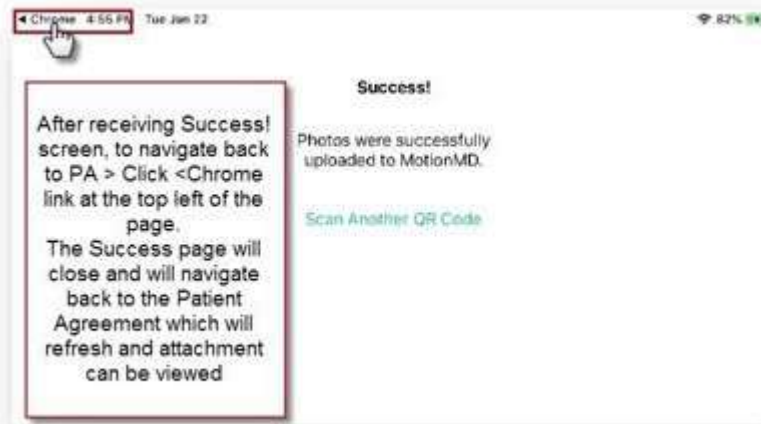 Chrome 4:55 PM Tue Jan 22 82%
Success!
After receiving Success!
screen, to navigate back
to PA > Click <Chrome
link at the top left of the
page.
The Success page will
close and will navigate
back to the Patient
Agreement which will
refresh and attachment
can be viewed
Photos were successfully
uploaded to MotionMD.
Scan Another QR Code